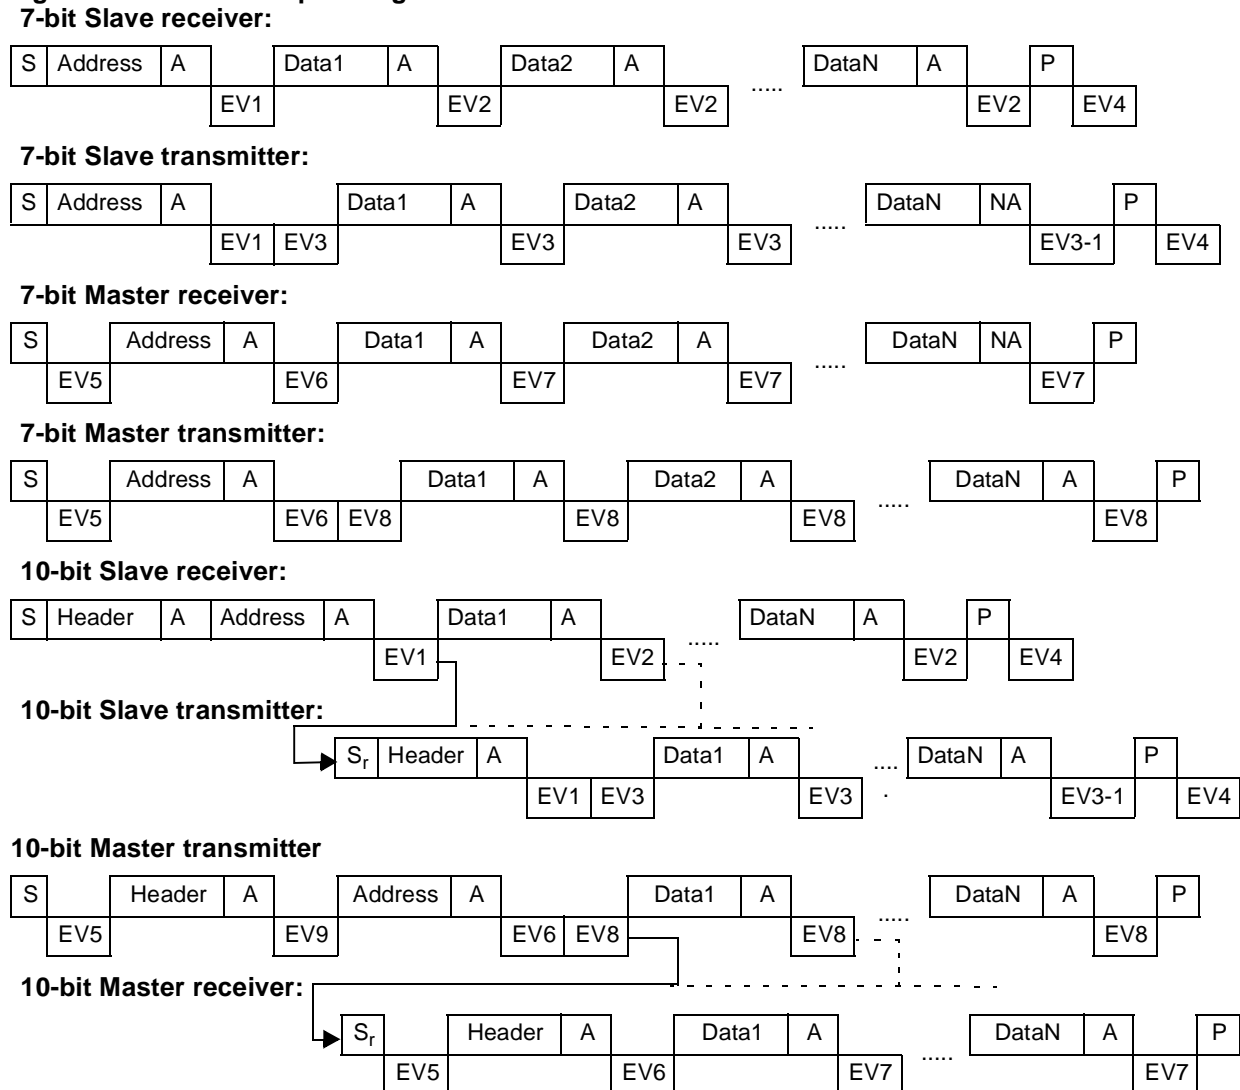 7-bit Slave receiver:
S Address A Data1 A Data2 A DataN A P
EV1 EV2 EV2 ..... EV2 EV4
7-bit Slave transmitter:
S Address A Data1 A Data2 A DataN NA P
EV1 EV3 EV3 EV3 ..... EV3-1 EV4
7-bit Master receiver:
S Address A Data1 A Data2 A DataN NA P
EV5 EV6 EV7 EV7 ..... EV7
7-bit Master transmitter:
S Address A Data1 A Data2 A DataN A P
EV5 EV6 EV8 EV8 EV8 ..... EV8
10-bit Slave receiver:
S Header A Address A Data1 A ..... DataN A P
EV1 EV2 EV2 EV4
10-bit Slave transmitter:
Sr Header A Data1 A .... DataN A P
EV1 EV3 EV3 . EV3-1 EV4
10-bit Master transmitter
S Header A Address A Data1 A ..... DataN A P
EV5 EV9 EV6 EV8 EV8 EV8
10-bit Master receiver:
Sr Header A Data1 A ..... DataN A P
EV5 EV6 EV7 EV7